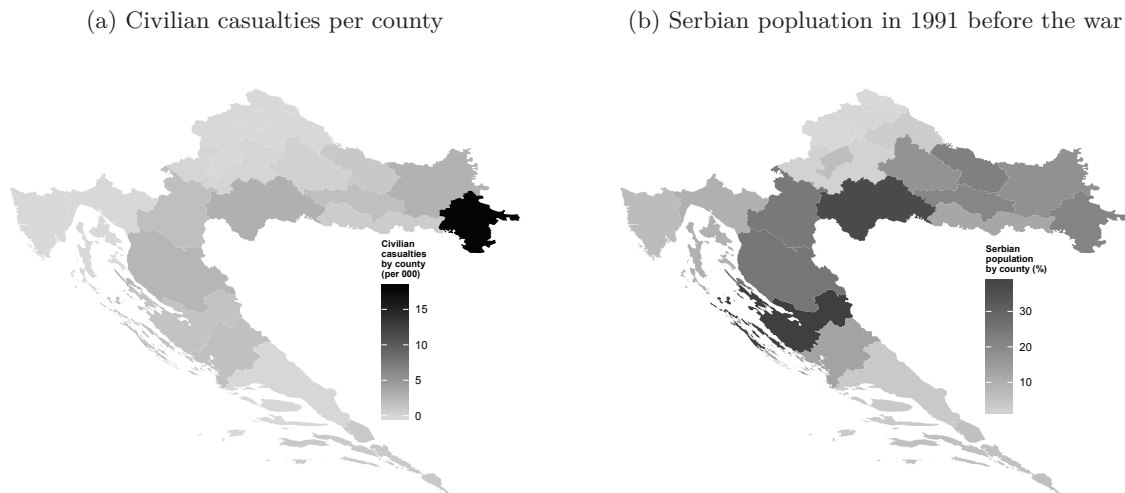 (a) Civilian casualties per county
(b) Serbian popluation in 1991 before the war
Civilian
casualties
by county
(per 000)
15
10
5
0
Serbian
population
by county (%)
30
20
10